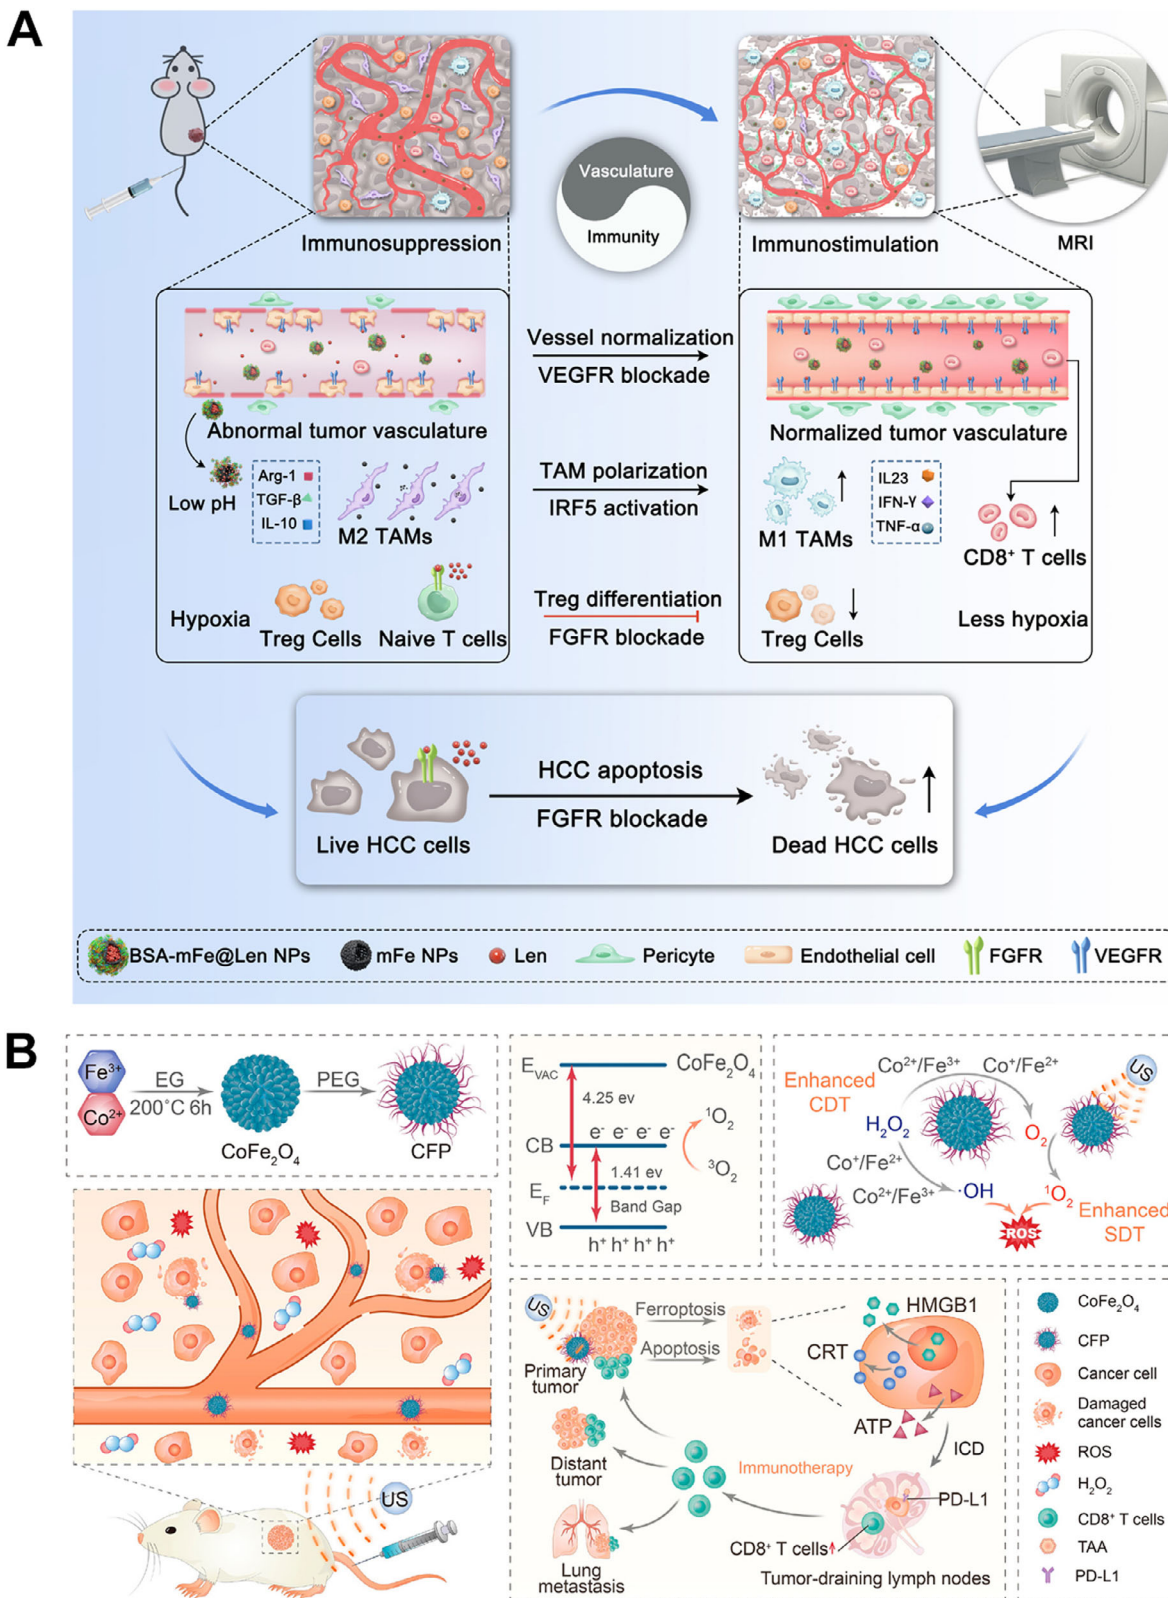 A
Vasculature
Immunity
Immunosuppression
Immunostimulation
MRI
Vessel normalization
VEGFR blockade
Abnormal tumor vasculature
Normalized tumor vasculature
Low pH
Arg-1
TGF-β
IL-10
M2 TAMs
TAM polarization
IRF5 activation
M1 TAMs
IL23
IFN-γ
TNF-α
CD8⁺ T cells
Hypoxia
Treg Cells
Naive T cells
Treg differentiation
FGFR blockade
Treg Cells
Less hypoxia
Live HCC cells
HCC apoptosis
FGFR blockade
Dead HCC cells
BSA-mFe@Len NPs
mFe NPs
Len
Pericyte
Endothelial cell
FGFR
VEGFR
B
Fe³⁺
Co²⁺
EG
200°C 6h
CoFe₂O₄
PEG
CFP
E_VAC
CoFe₂O₄
4.25 ev
CB
e⁻ e⁻ e⁻ e⁻
1.41 ev
E_F
Band Gap
VB
h⁺ h⁺ h⁺ h⁺
¹O₂
³O₂
Enhanced
CDT
Co²⁺/Fe³⁺
Co⁺/Fe²⁺
US
H₂O₂
O₂
Co⁺/Fe²⁺
Co²⁺/Fe³⁺
·OH
¹O₂
ROS
Enhanced
SDT
US
US
Primary
tumor
Ferroptosis
Apoptosis
HMGB1
CRT
ATP
ICD
Distant
tumor
Immunotherapy
PD-L1
Lung
metastasis
CD8⁺ T cells
Tumor-draining lymph nodes
CoFe₂O₄
CFP
Cancer cell
Damaged
cancer cells
ROS
H₂O₂
CD8⁺ T cells
TAA
PD-L1